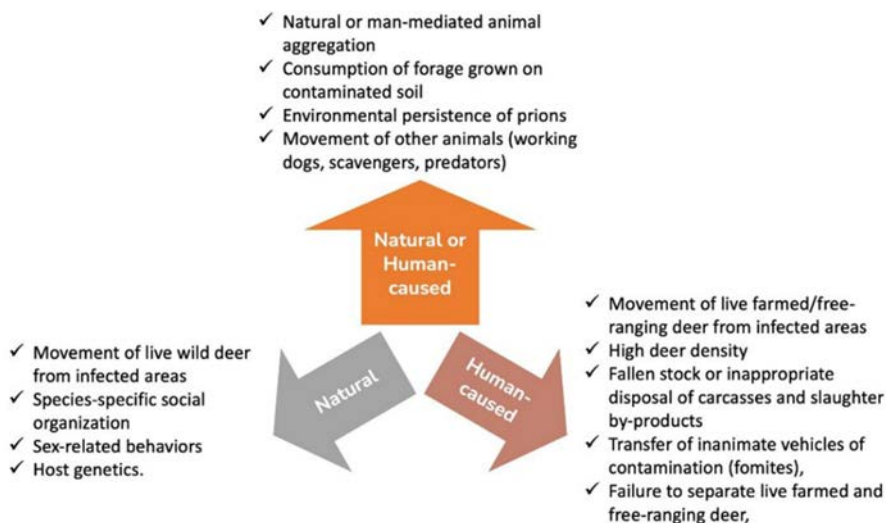 ✓ Natural or man-mediated animal
aggregation
✓ Consumption of forage grown on
contaminated soil
✓ Environmental persistence of prions
✓ Movement of other animals (working
dogs, scavengers, predators)
Natural or
Human-
caused
Natural
Human-
caused
✓ Movement of live wild deer
from infected areas
✓ Species-specific social
organization
✓ Sex-related behaviors
✓ Host genetics.
✓ Movement of live farmed/free-
ranging deer from infected areas
✓ High deer density
✓ Fallen stock or inappropriate
disposal of carcasses and slaughter
by-products
✓ Transfer of inanimate vehicles of
contamination (fomites),
✓ Failure to separate live farmed and
free-ranging deer,